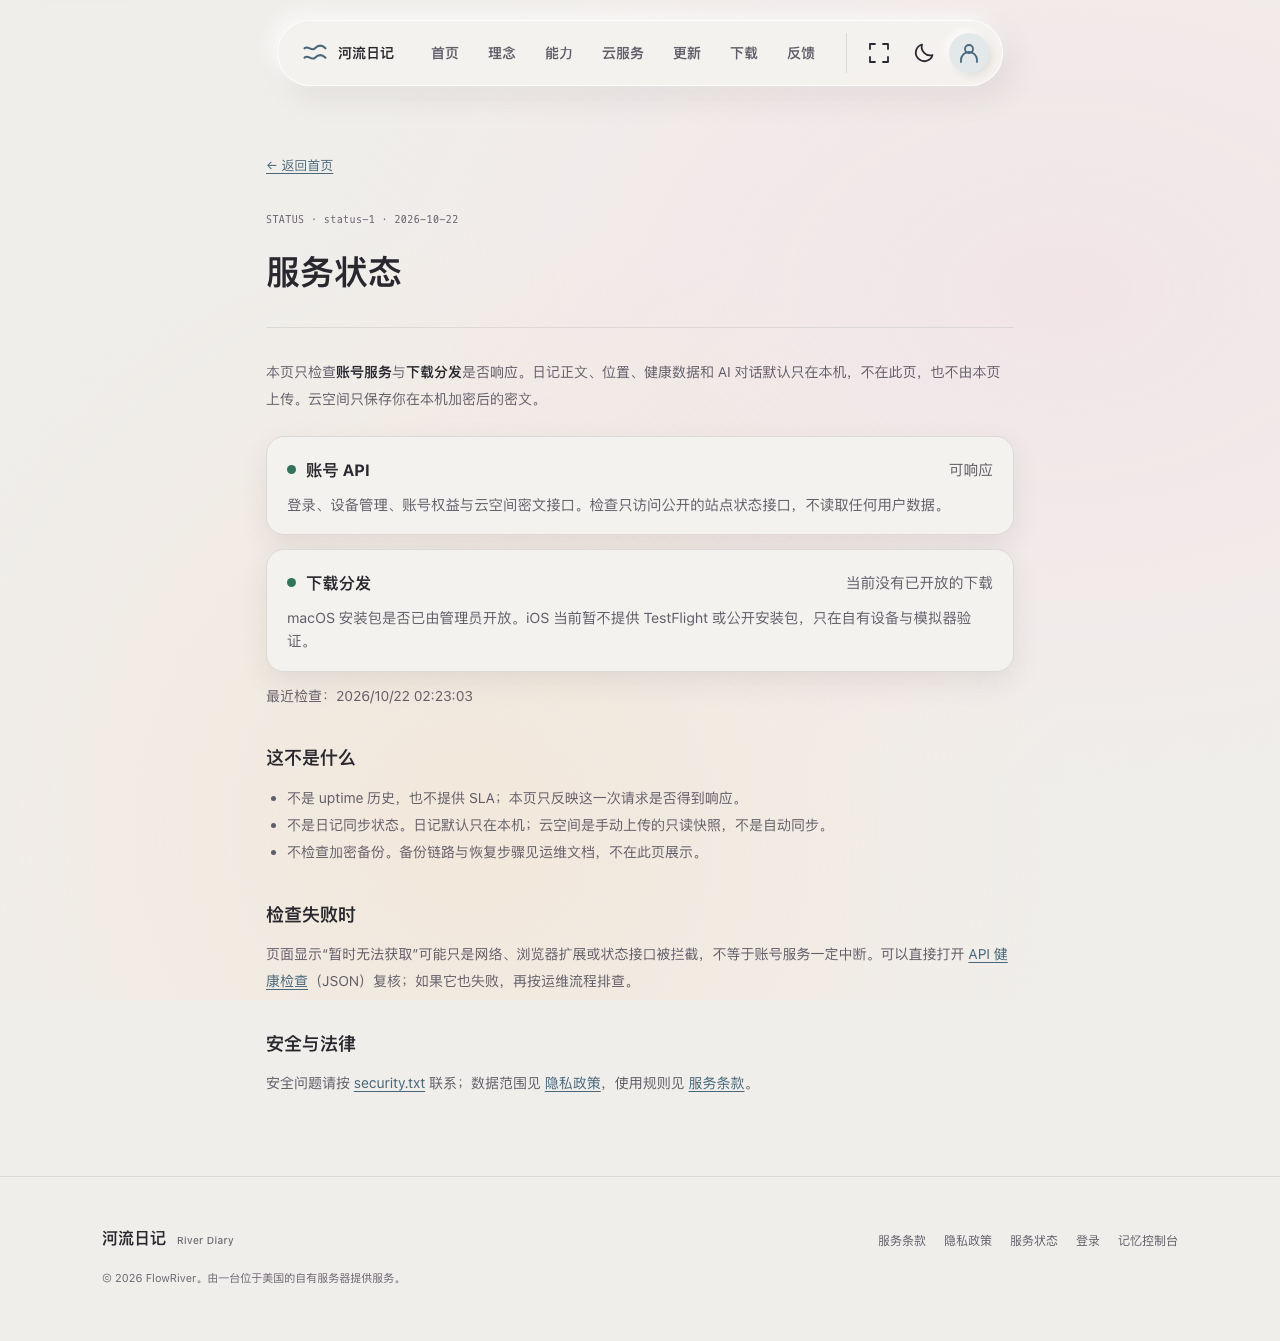 河流日记 首页 理念 能力 云服务 更新 下载 反馈
← 返回首页
STATUS · status-1 · 2026-10-22
服务状态
本页只检查账号服务与下载分发是否响应。日记正文、位置、健康数据和 AI 对话默认只在本机，不在此页，也不由本页
上传。云空间只保存你在本机加密后的密文。
账号 API 可响应
登录、设备管理、账号权益与云空间密文接口。检查只访问公开的站点状态接口，不读取任何用户数据。
下载分发 当前没有已开放的下载
macOS 安装包是否已由管理员开放。iOS 当前暂不提供 TestFlight 或公开安装包，只在自有设备与模拟器验
证。
最近检查：2026/10/22 02:23:03
这不是什么
• 不是 uptime 历史，也不提供 SLA；本页只反映这一次请求是否得到响应。
• 不是日记同步状态。日记默认只在本机；云空间是手动上传的只读快照，不是自动同步。
• 不检查加密备份。备份链路与恢复步骤见运维文档，不在此页展示。
检查失败时
页面显示“暂时无法获取”可能只是网络、浏览器扩展或状态接口被拦截，不等于账号服务一定中断。可以直接打开 API 健
康检查（JSON）复核；如果它也失败，再按运维流程排查。
安全与法律
安全问题请按 security.txt 联系；数据范围见 隐私政策，使用规则见 服务条款。
河流日记 River Diary 服务条款 隐私政策 服务状态 登录 记忆控制台
© 2026 FlowRiver。由一台位于美国的自有服务器提供服务。